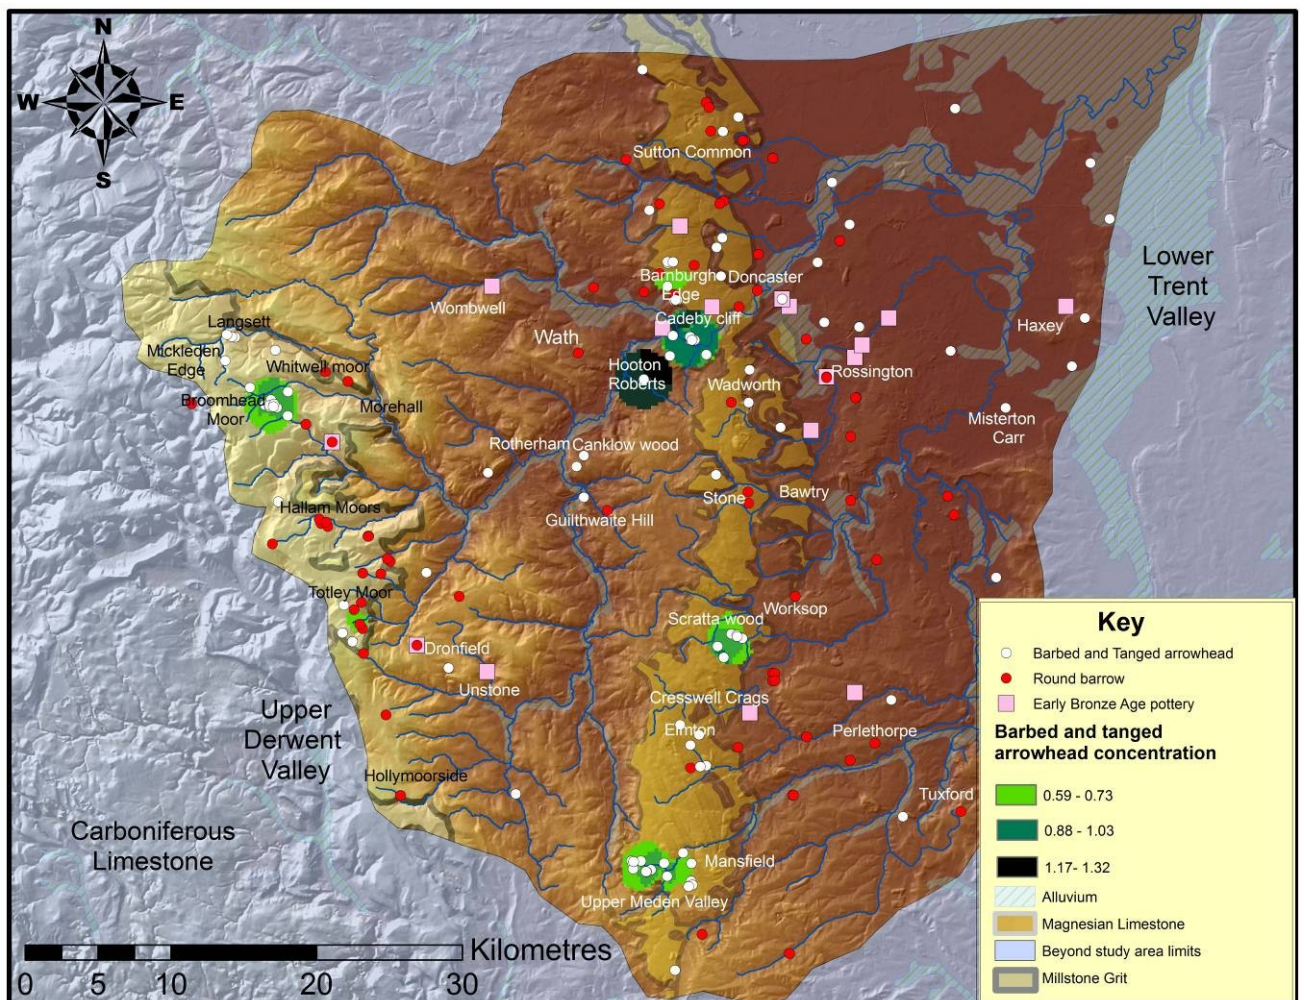 N
W
E
S
Sutton Common
Lower
Trent
Valley
Barnburgh
Edge
Doncaster
Wombwell
Cadeby cliff
Haxey
Langsett
Mickleden
Edge
Wath
Whitwell moor
Hooton
Roberts
Wadworth
Rossington
Broomhead
Moor
Morehall
Misterton
Carr
Rotherham
Canklow wood
Stone
Bawtry
Hallam Moors
Guilthwaite Hill
Totley Moor
Worksop
Scratta wood
Dronfield
Unstone
Cresswell Crags
Elmton
Perlethorpe
Upper
Derwent
Valley
Hollymoorside
Tuxford
Carboniferous
Limestone
Mansfield
Upper Meden Valley
Kilometres
0 5 10 20 30
Key
Barbed and Tanged arrowhead
Round barrow
Early Bronze Age pottery
Barbed and tanged
arrowhead concentration
0.59 - 0.73
0.88 - 1.03
1.17- 1.32
Alluvium
Magnesian Limestone
Beyond study area limits
Millstone Grit